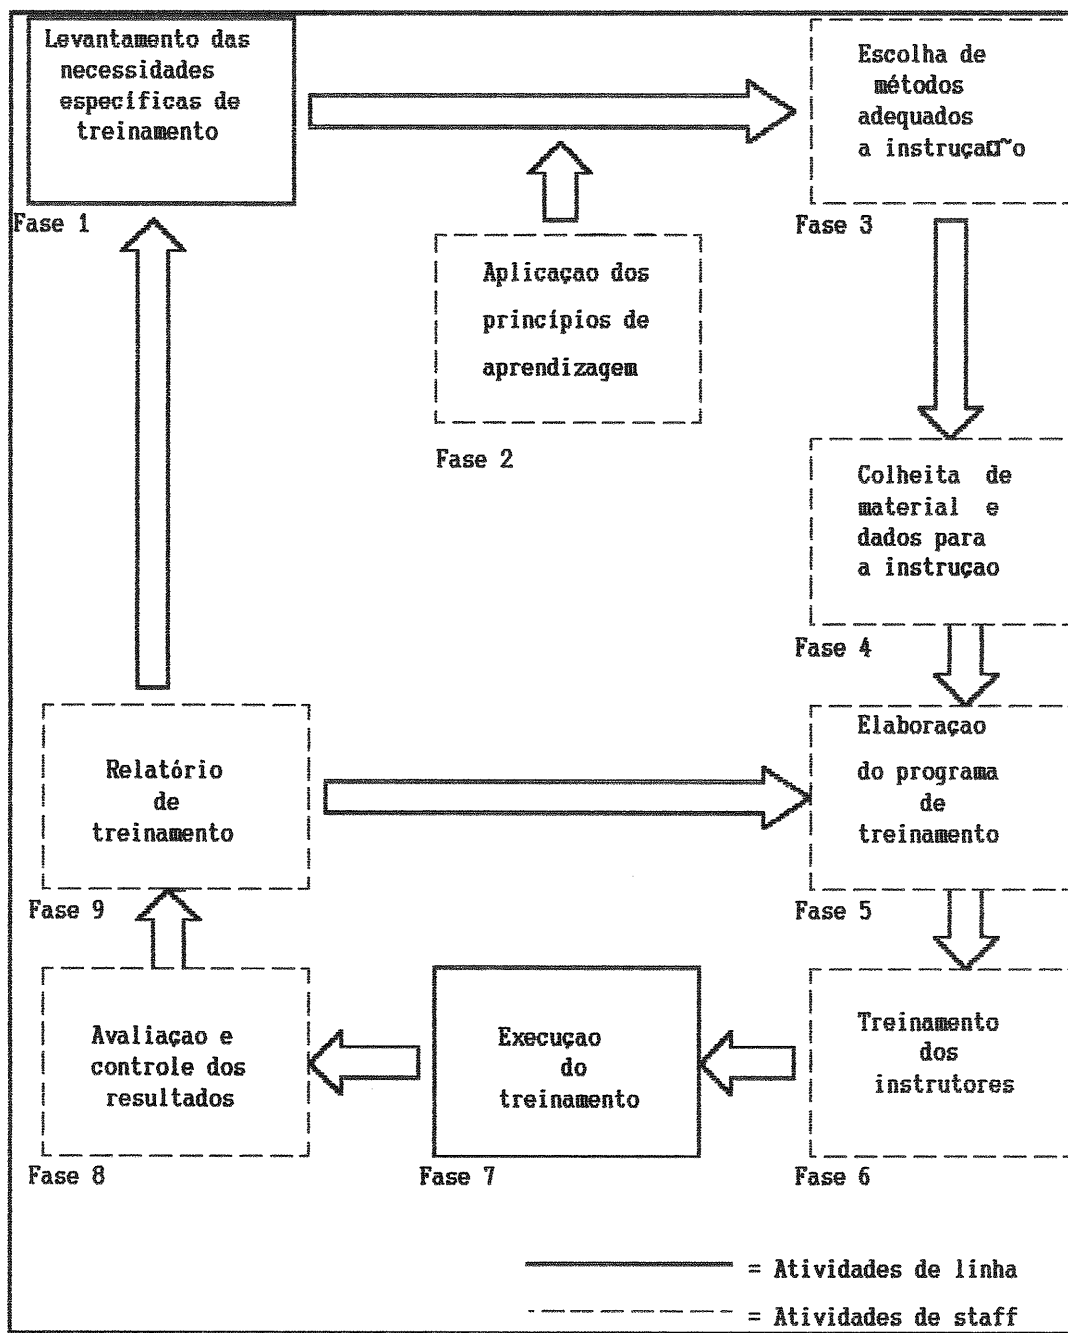 Levantamento das
necessidades
específicas de
treinamento
Fase 1
Escolha de
métodos
adequados
a instruça¤~o
Fase 3
Aplicaçao dos
princípios de
aprendizagem
Fase 2
Colheita de
material e
dados para
a instruçao
Fase 4
Relatório
de
treinamento
Fase 9
Elaboraçao
do programa
de
treinamento
Fase 5
Avaliaçao e
controle dos
resultados
Fase 8
Execuçao
do
treinamento
Fase 7
Treinamento
dos
instrutores
Fase 6
= Atividades de linha
= Atividades de staff